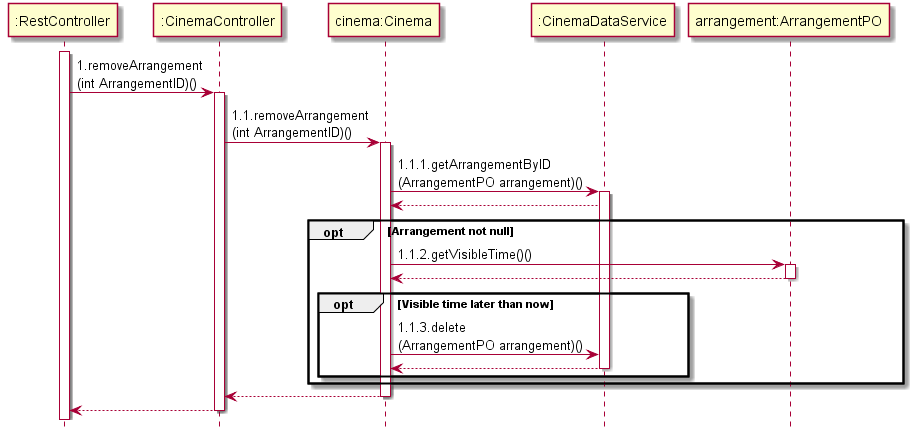 :RestController
:CinemaController
cinema:Cinema
:CinemaDataService
arrangement:ArrangementPO
1.removeArrangement
(int ArrangementID)()
1.1.removeArrangement
(int ArrangementID)()
1.1.1.getArrangementByID
(ArrangementPO arrangement)()
opt
[Arrangement not null]
1.1.2.getVisibleTime()()
opt
[Visible time later than now]
1.1.3.delete
(ArrangementPO arrangement)()